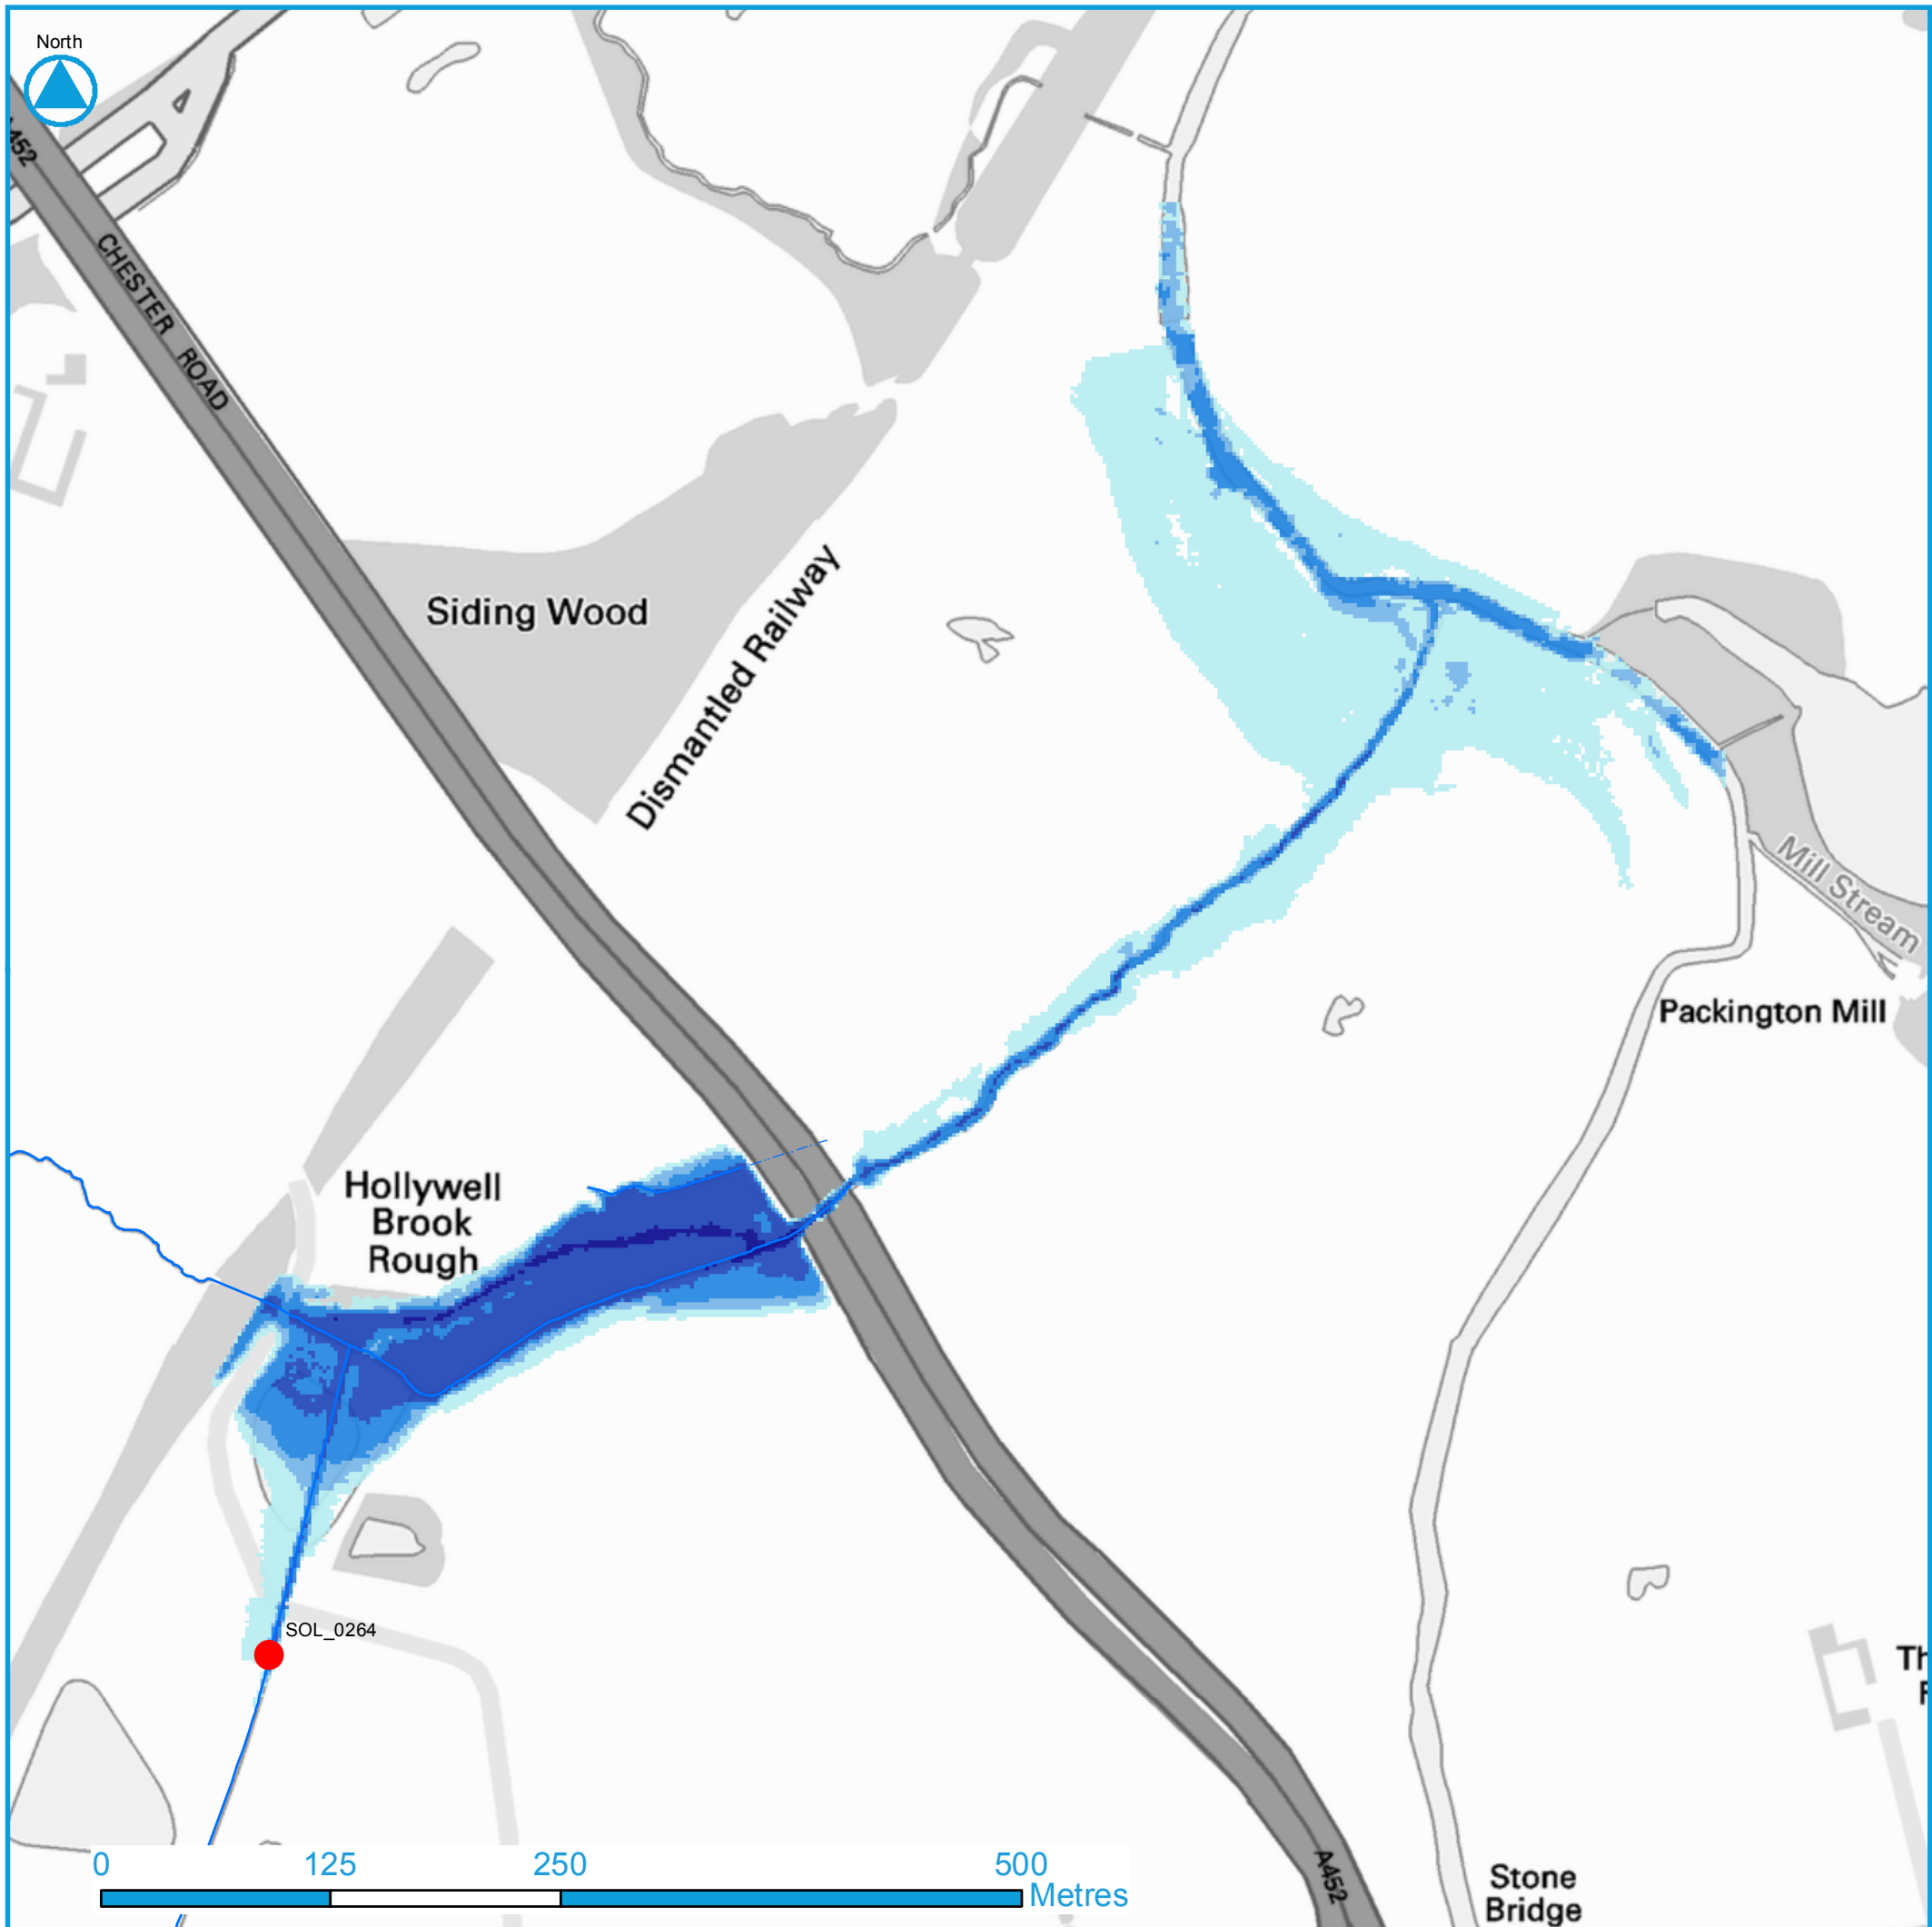 North
A452
CHESTER ROAD
Siding Wood
Dismantled Railway
Mill Stream
Packington Mill
Hollywell
Brook
Rough
SOL_0264
Th
0 125 250 500
Metres
A452
Stone
Bridge